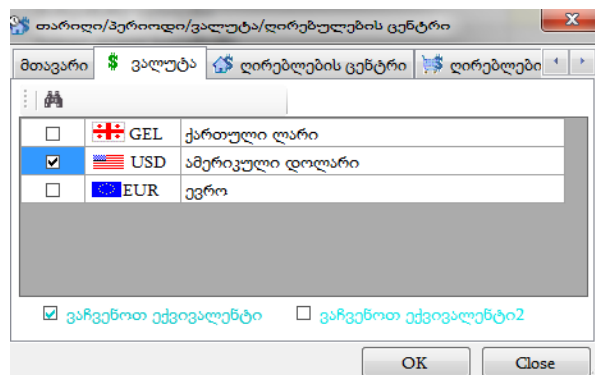 თარიღი/პერიოდი/ვალუტა/ღირებულების ცენტრი
მთავარი $ ვალუტა ღირებლების ცენტრი ღირებლები
GEL ქართული ლარი
USD ამერიკული დოლარი
EUR ევრო
ვაჩვენოთ ექვივალენტი ვაჩვენოთ ექვივალენტი2
OK Close